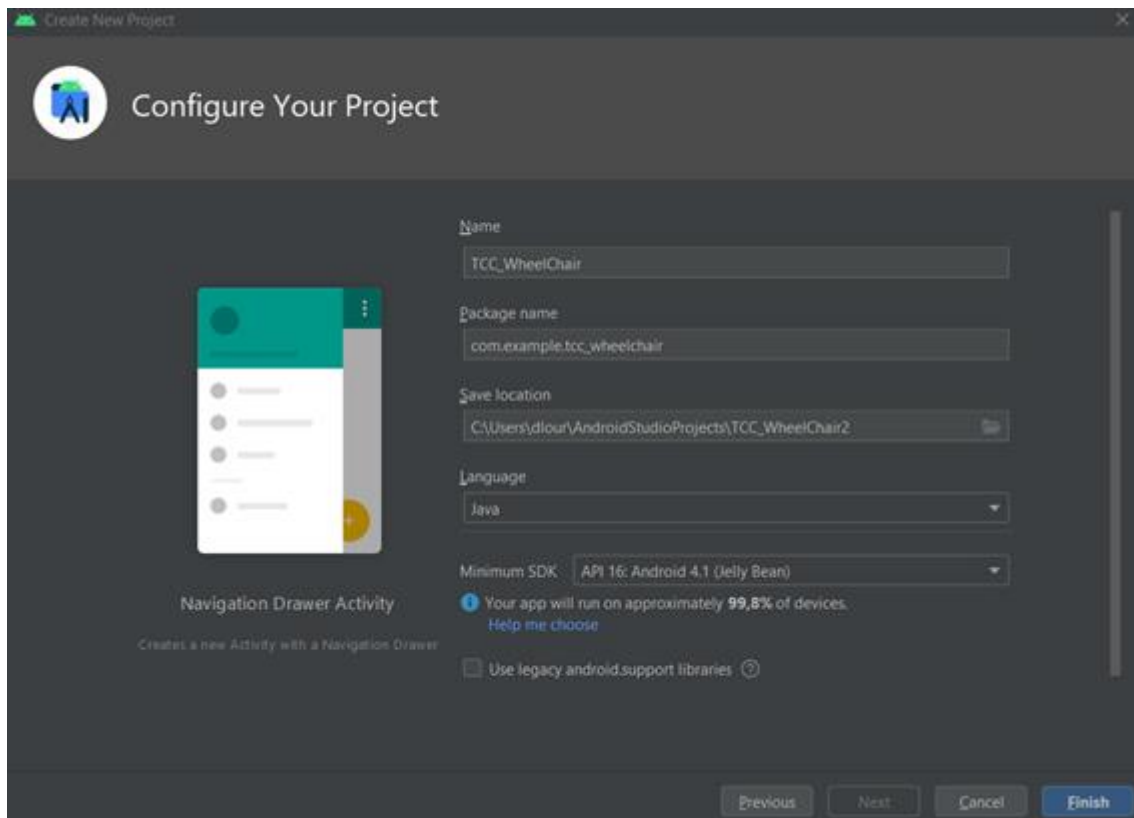 Create New Project
Configure Your Project
Name
TCC_WheelChair
Package name
com.example.tcc_wheelchair
Save location
C:\Users\dlour\AndroidStudioProjects\TCC_WheelChair2
Language
Java
Minimum SDK API 16: Android 4.1 (Jelly Bean)
Your app will run on approximately 99,8% of devices.
Help me choose
Use legacy android.support libraries
Navigation Drawer Activity
Creates a new Activity with a Navigation Drawer
Previous Next Cancel Finish